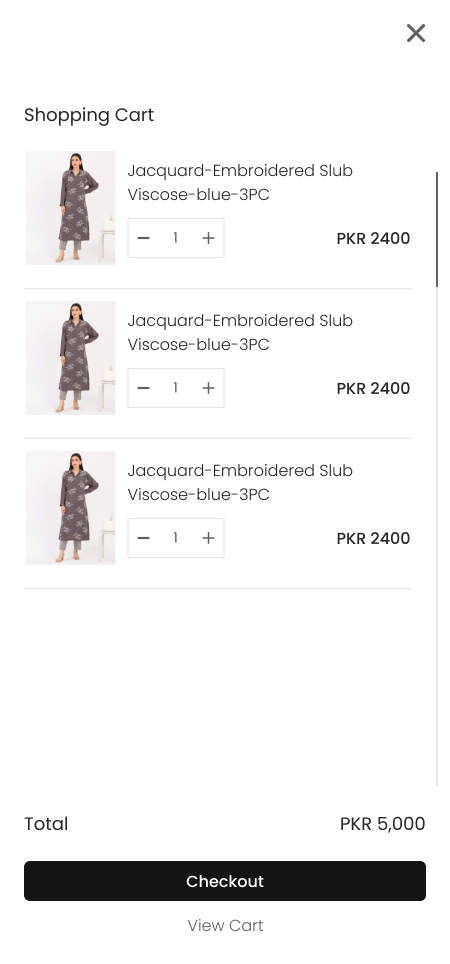 Shopping Cart
Jacquard-Embroidered Slub
Viscose-blue-3PC
1
PKR 2400
Jacquard-Embroidered Slub
Viscose-blue-3PC
1
PKR 2400
Jacquard-Embroidered Slub
Viscose-blue-3PC
1
PKR 2400
Total PKR 5,000
Checkout
View Cart